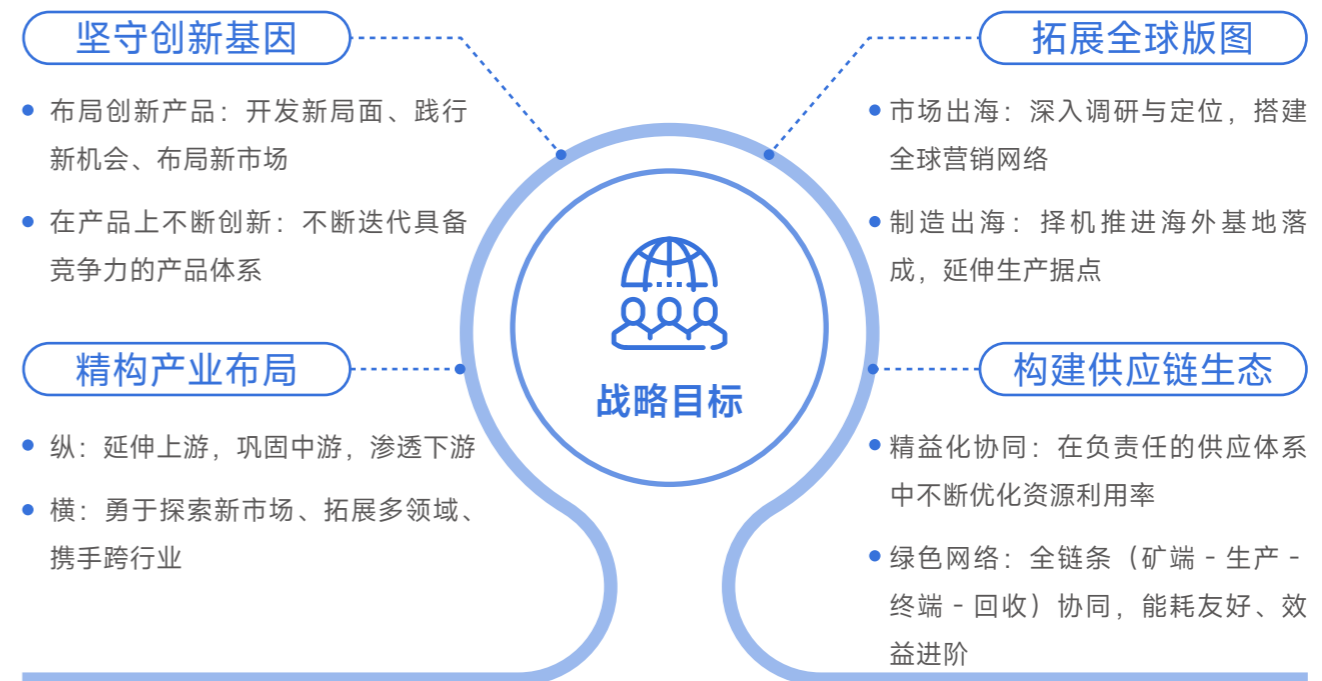 坚守创新基因
布局创新产品：开发新局面、践行
新机会、布局新市场
在产品上不断创新：不断迭代具备
竞争力的产品体系
精构产业布局
纵：延伸上游，巩固中游，渗透下游
横：勇于探索新市场、拓展多领域、
携手跨行业
战略目标
拓展全球版图
市场出海：深入调研与定位，搭建
全球营销网络
制造出海：择机推进海外基地落
成，延伸生产据点
构建供应链生态
精益化协同：在负责任的供应体系
中不断优化资源利用率
绿色网络：全链条（矿端 - 生产 -
终端 - 回收）协同，能耗友好、效
益进阶